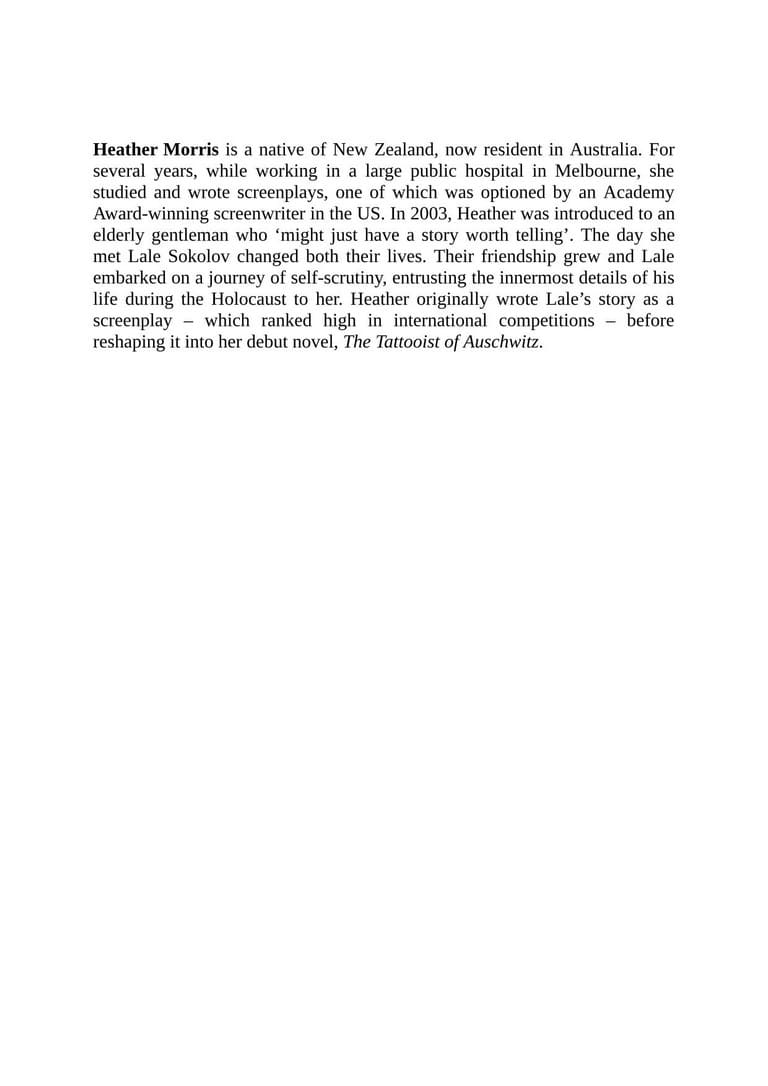 Heather Morris is a native of New Zealand, now resident in Australia. For
several years, while working in a large public hospital in Melbourne, she
studied and wrote screenplays, one of which was optioned by an Academy
Award-winning screenwriter in the US. In 2003, Heather was introduced to an
elderly gentleman who ‘might just have a story worth telling’. The day she
met Lale Sokolov changed both their lives. Their friendship grew and Lale
embarked on a journey of self-scrutiny, entrusting the innermost details of his
life during the Holocaust to her. Heather originally wrote Lale’s story as a
screenplay – which ranked high in international competitions – before
reshaping it into her debut novel, The Tattooist of Auschwitz.